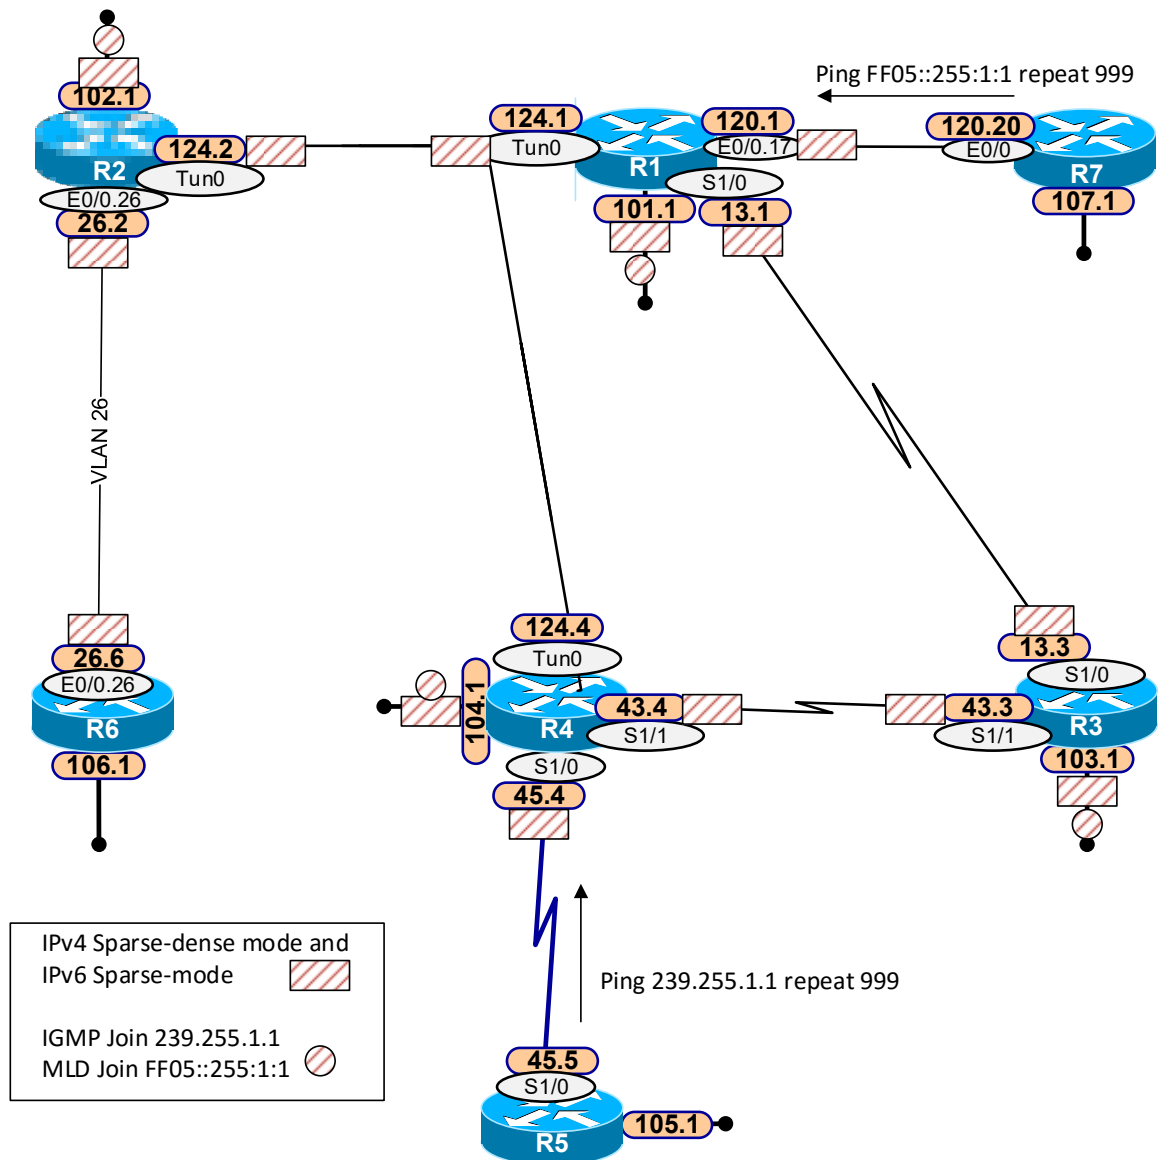 Ping FF05::255:1:1 repeat 999
102.1
124.2
R2
Tun0
E0/0.26
26.2
124.1
Tun0
R1
120.1
E0/0.17
S1/0
101.1
13.1
120.20
E0/0
R7
107.1
VLAN 26
26.6
E0/0.26
R6
106.1
124.4
Tun0
104.1
R4
43.4
S1/1
S1/0
45.4
13.3
S1/0
43.3
R3
S1/1
103.1
IPv4 Sparse-dense mode and
IPv6 Sparse-mode
IGMP Join 239.255.1.1
MLD Join FF05::255:1:1
Ping 239.255.1.1 repeat 999
45.5
S1/0
R5
105.1